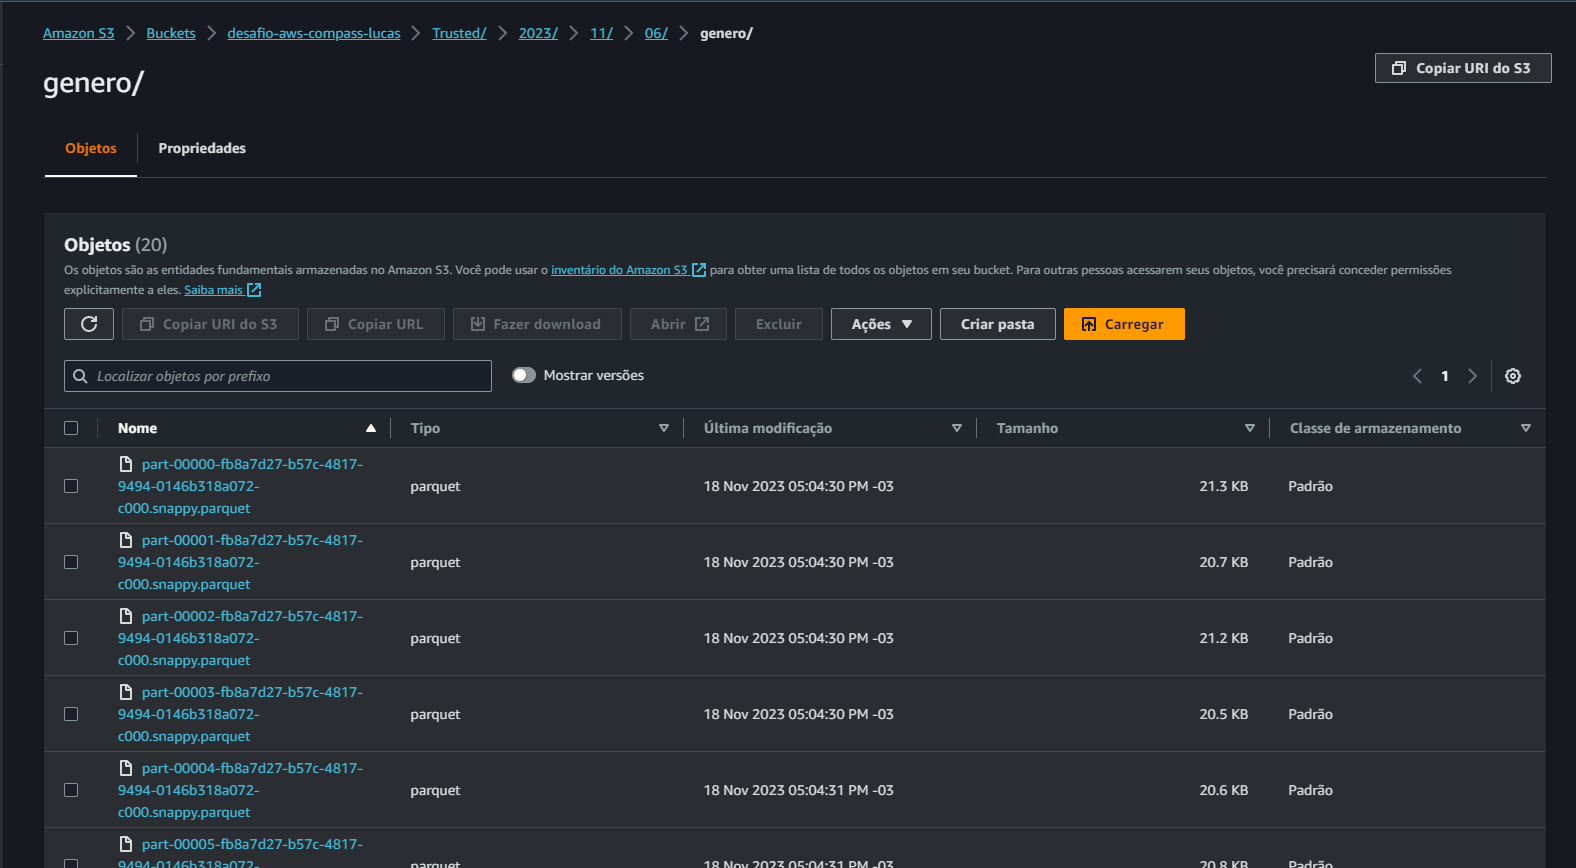 Amazon S3 > Buckets > desafio-aws-compass-lucas > Trusted/ > 2023/ > 11/ > 06/ > genero/
genero/
Copiar URI do S3
Objetos
Propriedades
Objetos (20)
Os objetos são as entidades fundamentais armazenadas no Amazon S3. Você pode usar o inventário do Amazon S3 para obter uma lista de todos os objetos em seu bucket. Para outras pessoas acessarem seus objetos, você precisará conceder permissões
explicitamente a eles. Saiba mais
Copiar URI do S3
Copiar URL
Fazer download
Abrir
Excluir
Ações
Criar pasta
Carregar
Localizar objetos por prefixo
Mostrar versões
1
Nome
Tipo
Última modificação
Tamanho
Classe de armazenamento
part-00000-fb8a7d27-b57c-4817-
9494-0146b318a072-
c000.snappy.parquet
parquet
18 Nov 2023 05:04:30 PM -03
21.3 KB
Padrão
part-00001-fb8a7d27-b57c-4817-
9494-0146b318a072-
c000.snappy.parquet
parquet
18 Nov 2023 05:04:30 PM -03
20.7 KB
Padrão
part-00002-fb8a7d27-b57c-4817-
9494-0146b318a072-
c000.snappy.parquet
parquet
18 Nov 2023 05:04:30 PM -03
21.2 KB
Padrão
part-00003-fb8a7d27-b57c-4817-
9494-0146b318a072-
c000.snappy.parquet
parquet
18 Nov 2023 05:04:30 PM -03
20.5 KB
Padrão
part-00004-fb8a7d27-b57c-4817-
9494-0146b318a072-
c000.snappy.parquet
parquet
18 Nov 2023 05:04:31 PM -03
20.6 KB
Padrão
part-00005-fb8a7d27-b57c-4817-
9494-0146b318a072-
parquet
18 Nov 2023 05:04:31 PM -03
20.8 KB
Padrão